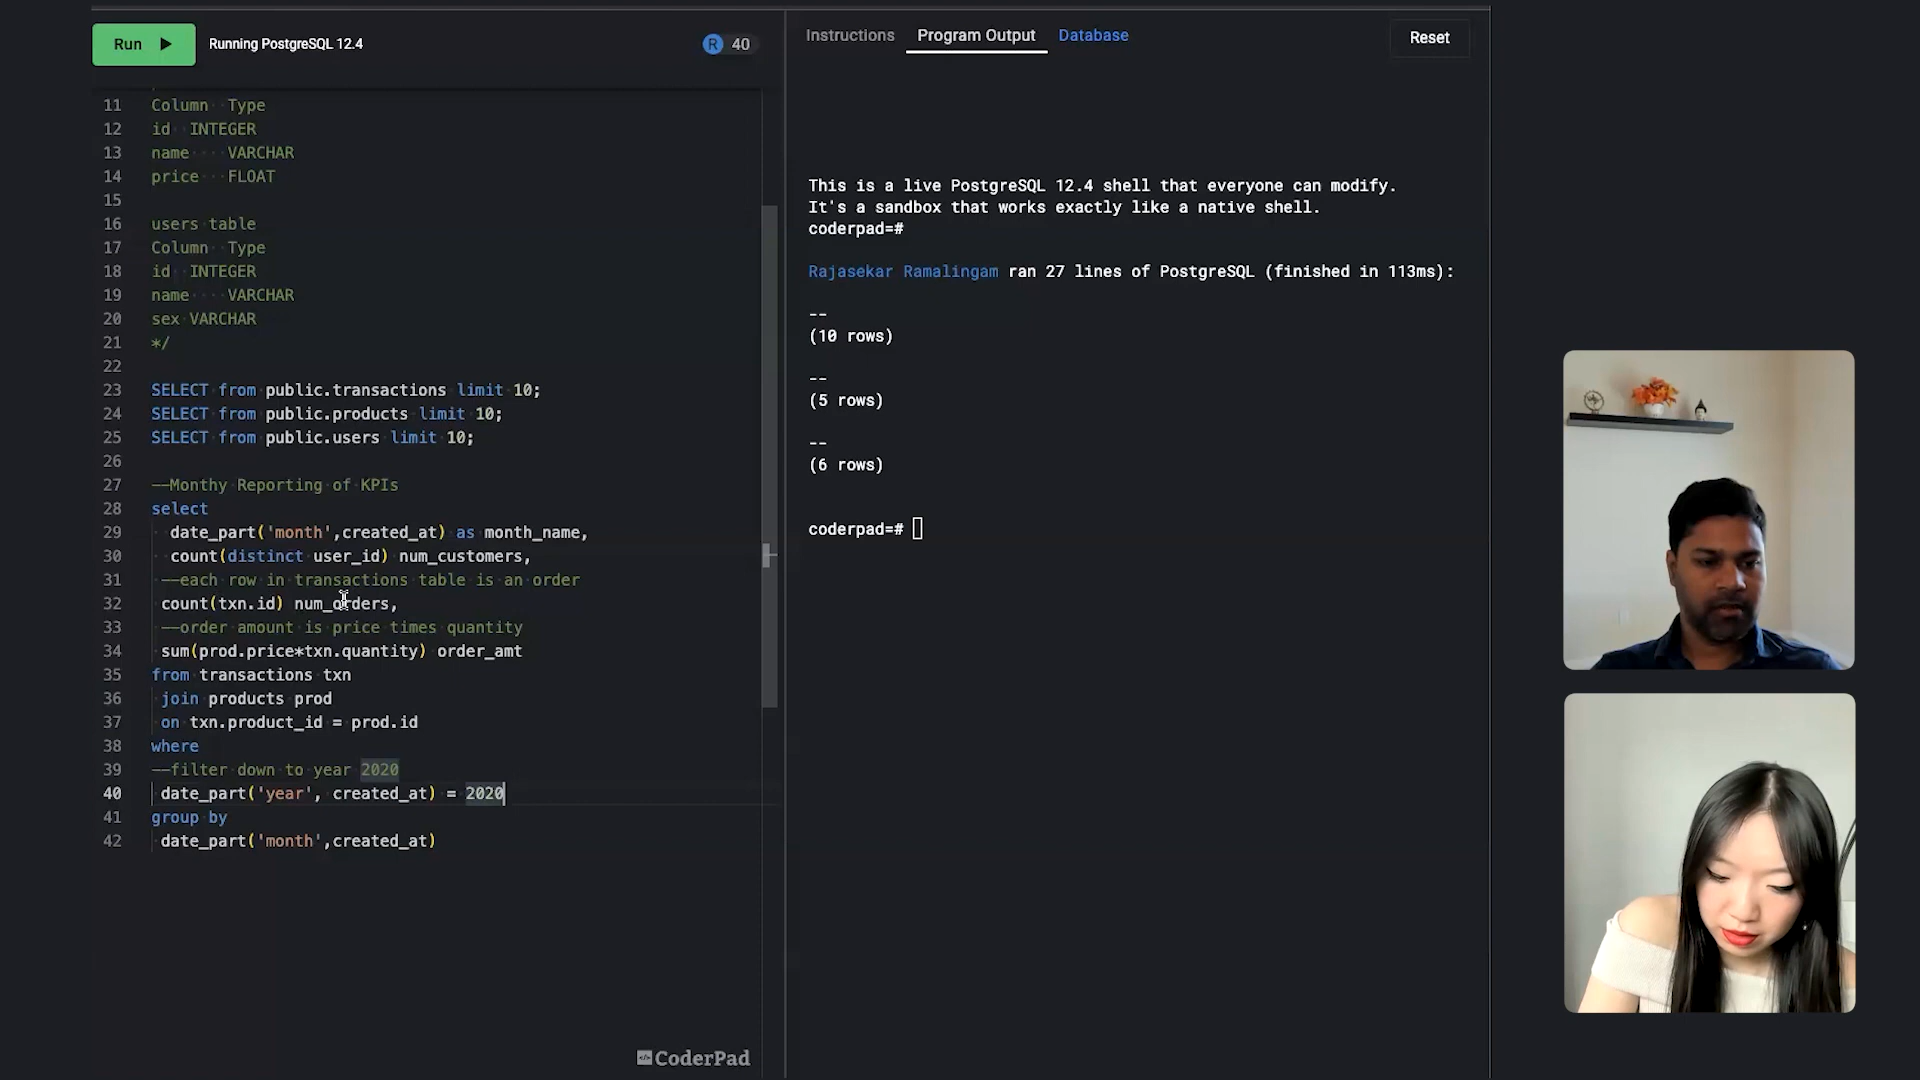 Run
Running PostgreSQL 12.4
R 40
Instructions
Program Output
Database
Reset
11 Column Type
12 id INTEGER
13 name VARCHAR
14 price FLOAT
15
16 users table
17 Column Type
18 id INTEGER
19 name VARCHAR
20 sex VARCHAR
21 */
22
23 SELECT from public.transactions limit 10;
24 SELECT from public.products limit 10;
25 SELECT from public.users limit 10;
26
27 --Monthy Reporting of KPIs
28 select
29 date_part('month',created_at) as month_name,
30 count(distinct user_id) num_customers,
31 --each row in transactions table is an order
32 count(txn.id) num_orders,
33 --order amount is price times quantity
34 sum(prod.price*txn.quantity) order_amt
35 from transactions txn
36 join products prod
37 on txn.product_id = prod.id
38 where
39 --filter down to year 2020
40 date_part('year', created_at) = 2020
41 group by
42 date_part('month',created_at)
CoderPad
This is a live PostgreSQL 12.4 shell that everyone can modify.
It's a sandbox that works exactly like a native shell.
coderpad=#
Rajasekar Ramalingam ran 27 lines of PostgreSQL (finished in 113ms):
--
(10 rows)
--
(5 rows)
--
(6 rows)
coderpad=#